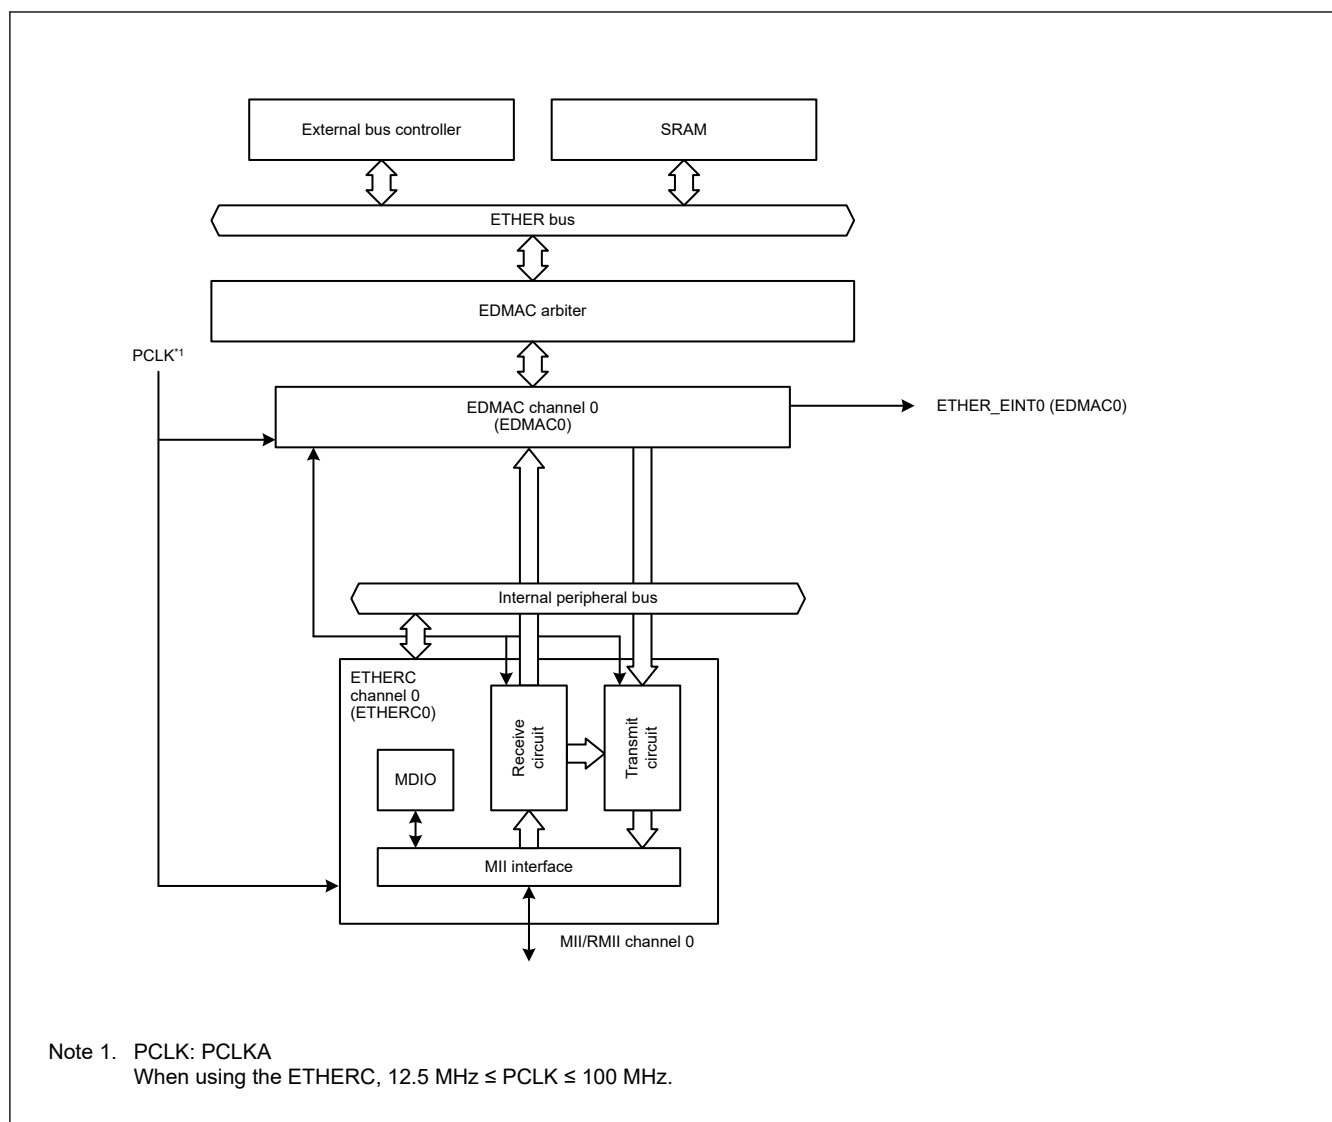 External bus controller
SRAM
ETHER bus
EDMAC arbiter
PCLK*1
EDMAC channel 0
(EDMAC0)
ETHER_EINT0 (EDMAC0)
Internal peripheral bus
ETHERC
channel 0
(ETHERC0)
Receive
circuit
Transmit
circuit
MDIO
MII interface
MII/RMII channel 0
Note 1. PCLK: PCLKA
When using the ETHERC, 12.5 MHz ≤ PCLK ≤ 100 MHz.